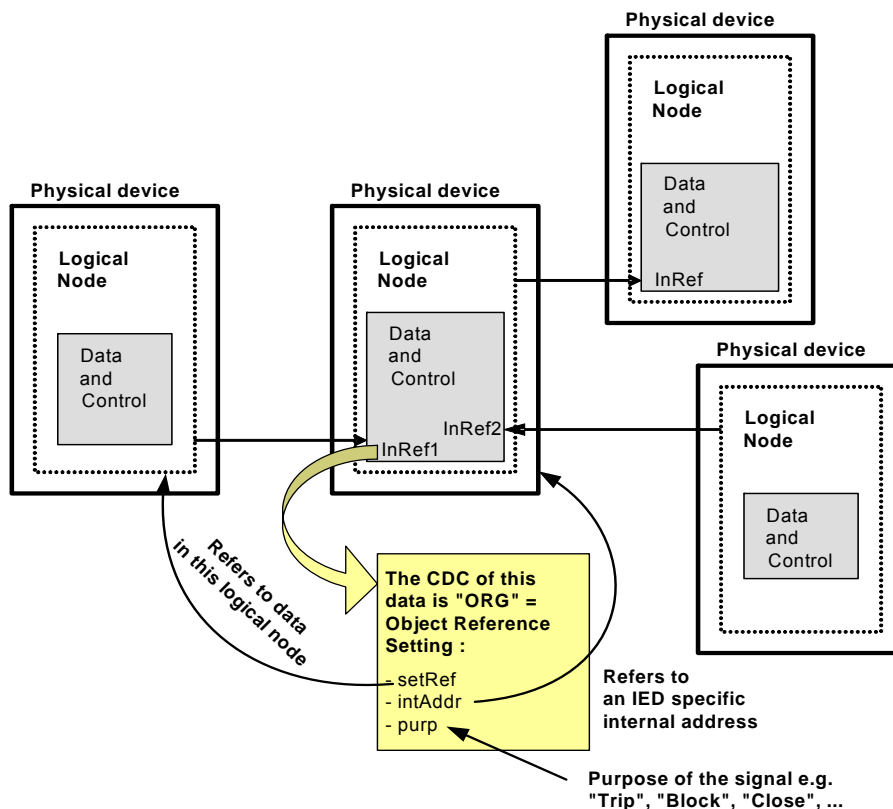 Physical device
Logical
Node
Data
and
Control
InRef
Physical device
Logical
Node
Data
and
Control
Physical device
Logical
Node
Data
and
Control
InRef2
InRef1
Physical device
Logical
Node
Data
and
Control
Refers to data
in this logical node
The CDC of this
data is "ORG" =
Object Reference
Setting :
- setRef
- intAddr
- purp
Refers to
an IED specific
internal address
Purpose of the signal e.g.
"Trip", "Block", "Close", ...